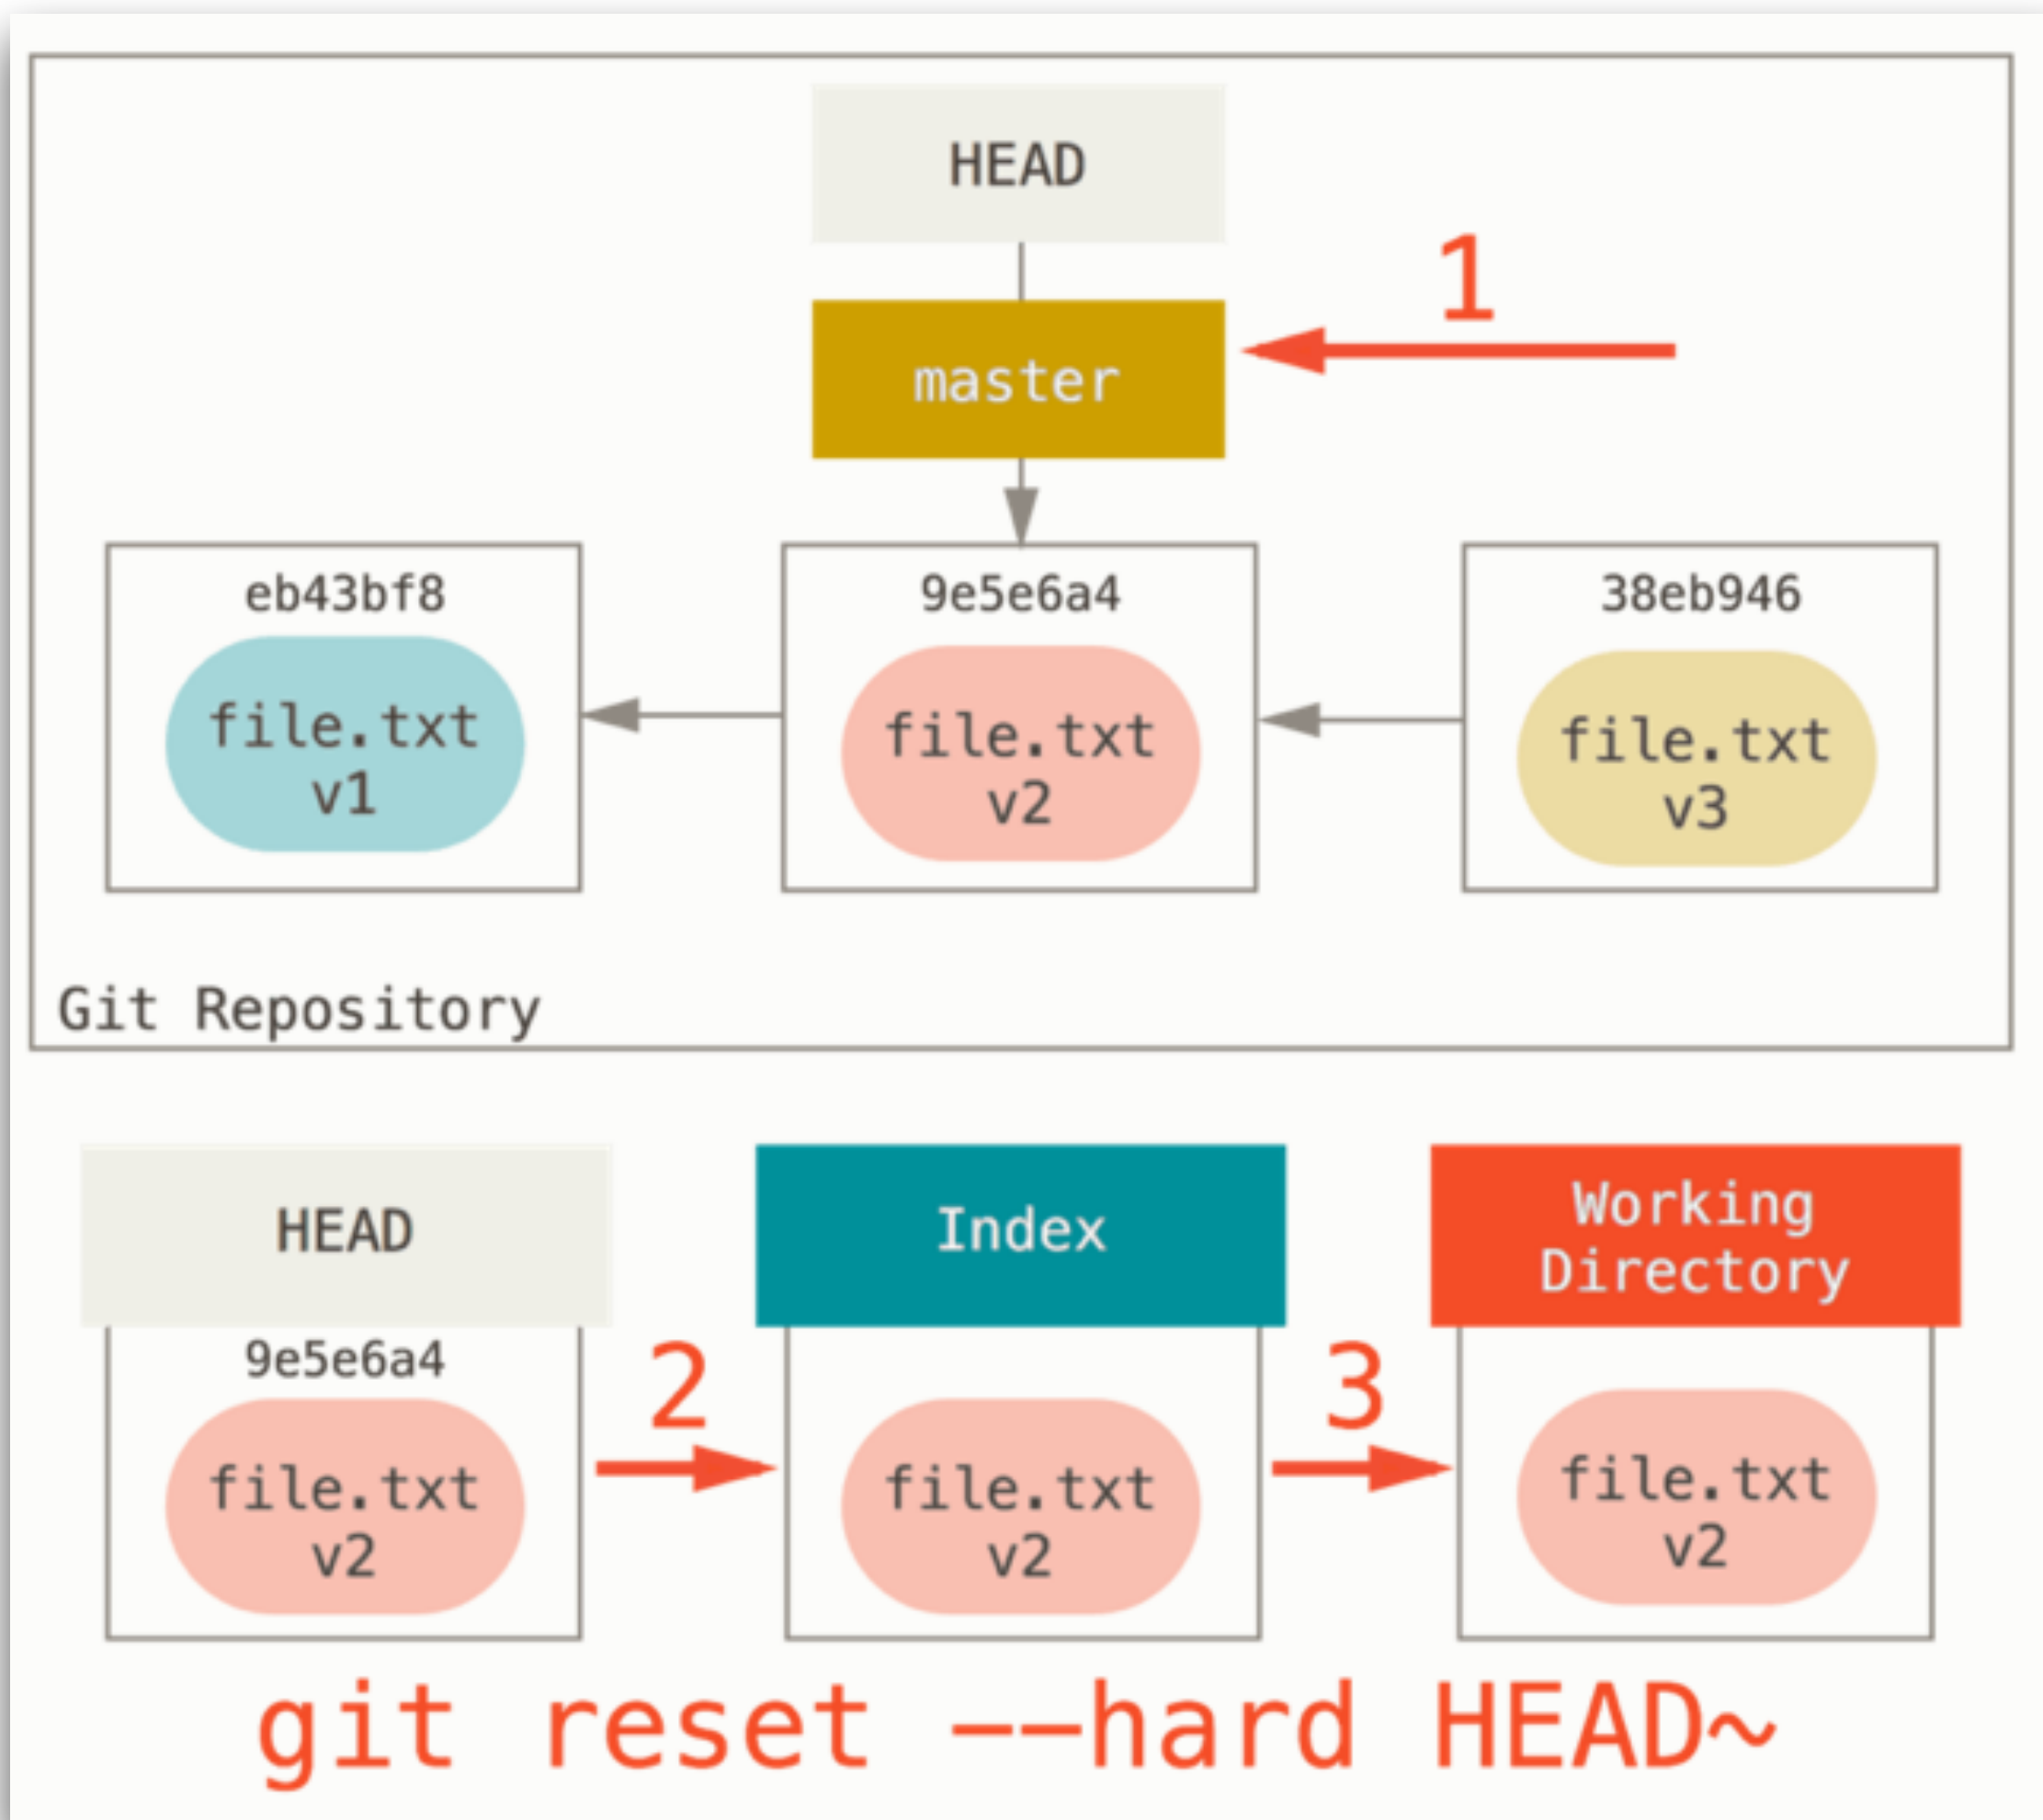 HEAD
1
master
eb43bf8
9e5e6a4
38eb946
file.txt
v1
file.txt
v2
file.txt
v3
Git Repository
HEAD
Index
Working
Directory
9e5e6a4
2
3
file.txt
v2
file.txt
v2
file.txt
v2
git reset --hard HEAD~